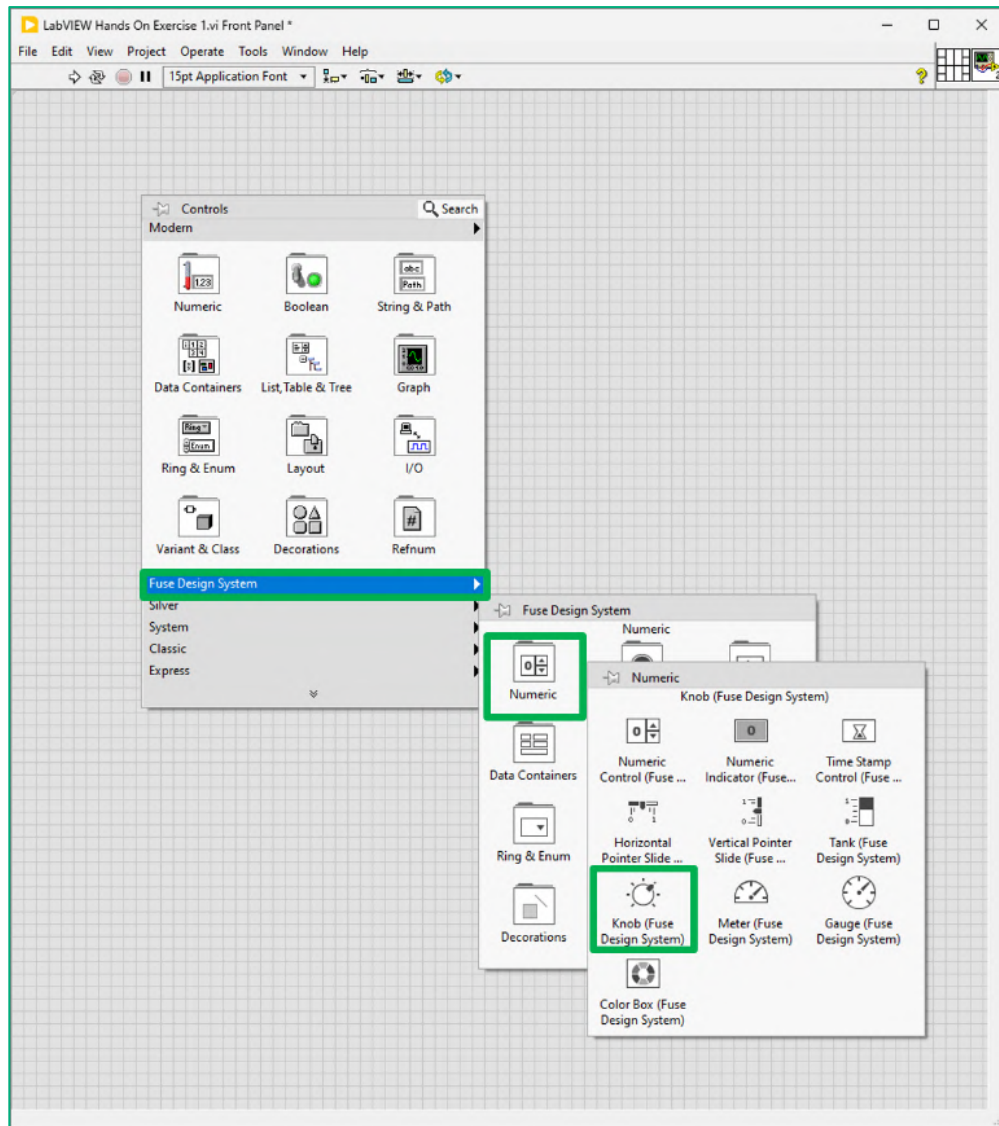 LabVIEW Hands On Exercise 1.vi Front Panel *
File Edit View Project Operate Tools Window Help
15pt Application Font
Controls
Search
Modern
Numeric
Boolean
String & Path
Data Containers
List, Table & Tree
Graph
Ring & Enum
Layout
I/O
Variant & Class
Decorations
Refnum
Fuse Design System
Silver
System
Classic
Express
Fuse Design System
Numeric
Numeric
Data Containers
Ring & Enum
Decorations
Numeric
Knob (Fuse Design System)
Numeric
Control (Fuse ...
Numeric
Indicator (Fuse...
Time Stamp
Control (Fuse ...
Horizontal
Pointer Slide ...
Vertical Pointer
Slide (Fuse ...
Tank (Fuse
Design System)
Knob (Fuse
Design System)
Meter (Fuse
Design System)
Gauge (Fuse
Design System)
Color Box (Fuse
Design System)